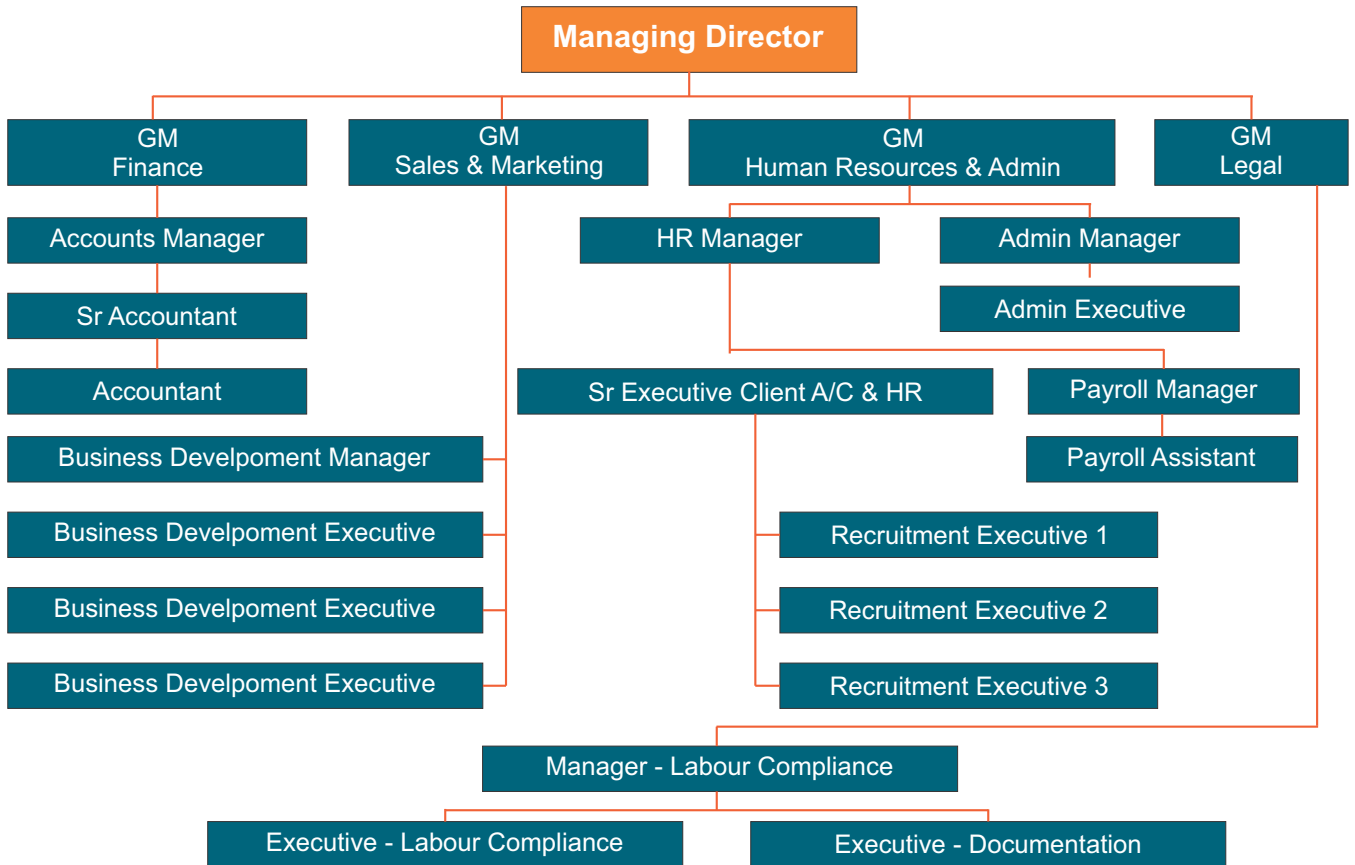 Managing Director
GM
Finance
GM
Sales & Marketing
GM
Human Resources & Admin
GM
Legal
Accounts Manager
HR Manager
Admin Manager
Sr Accountant
Admin Executive
Accountant
Sr Executive Client A/C & HR
Payroll Manager
Business Develpoment Manager
Payroll Assistant
Business Develpoment Executive
Recruitment Executive 1
Business Develpoment Executive
Recruitment Executive 2
Business Develpoment Executive
Recruitment Executive 3
Manager - Labour Compliance
Executive - Labour Compliance
Executive - Documentation